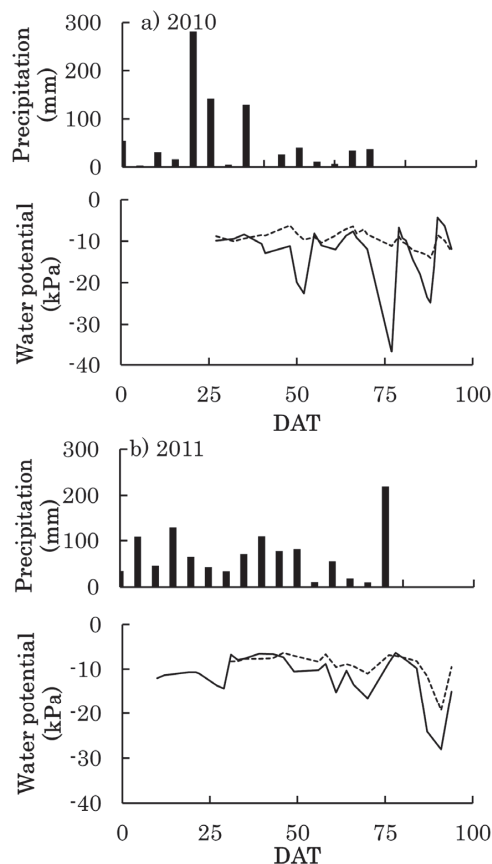 a) 2010
Precipitation
(mm)
300
200
100
0
Water potential
(kPa)
0
-10
-20
-30
-40
0 25 50 75 100
DAT
b) 2011
Precipitation
(mm)
300
200
100
0
Water potential
(kPa)
0
-10
-20
-30
-40
0 25 50 75 100
DAT